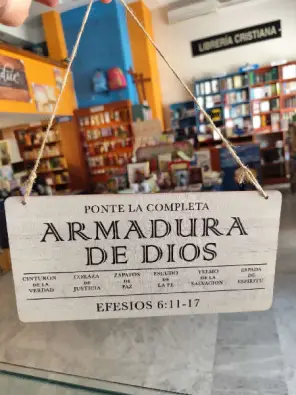 LIBRERÍA CRISTIANA
PONTE LA COMPLETA
ARMADURA
DE DIOS
CINTURON DE LA VERDAD
CORAZA DE JUSTICIA
ZAPATOS DE PAZ
ESCUDO DE LA FE
YELMO DE LA SALVACION
ESPADA DE ESPIRITU
EFESIOS 6:11-17